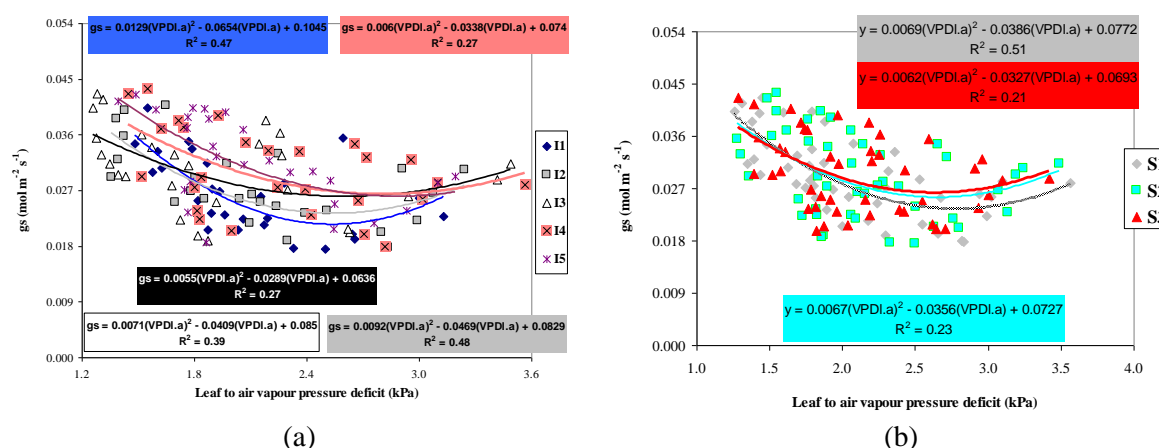 (a)
gs = 0.0129(VPDl.a)² - 0.0654(VPDl.a) + 0.1045
R² = 0.47
gs = 0.006(VPDl.a)² - 0.0338(VPDl.a) + 0.074
R² = 0.27
0.054
0.045
0.036
0.027
0.018
0.009
0.000
gs (mol m⁻² s⁻¹)
I1
I2
I3
I4
I5
gs = 0.0055(VPDl.a)² - 0.0289(VPDl.a) + 0.0636
R² = 0.27
gs = 0.0071(VPDl.a)² - 0.0409(VPDl.a) + 0.085
R² = 0.39
gs = 0.0092(VPDl.a)² - 0.0469(VPDl.a) + 0.0829
R² = 0.48
1.2 1.8 2.4 3.0 3.6
Leaf to air vapour pressure deficit (kPa)
(a)
(b)
y = 0.0069(VPDl.a)² - 0.0386(VPDl.a) + 0.0772
R² = 0.51
y = 0.0062(VPDl.a)² - 0.0327(VPDl.a) + 0.0693
R² = 0.21
0.054
0.045
0.036
0.027
0.018
0.009
0.000
gs (mol m⁻² s⁻¹)
y = 0.0067(VPDl.a)² - 0.0356(VPDl.a) + 0.0727
R² = 0.23
1.0 1.5 2.0 2.5 3.0 3.5 4.0
Leaf to air vapour pressure deficit (kPa)
(b)